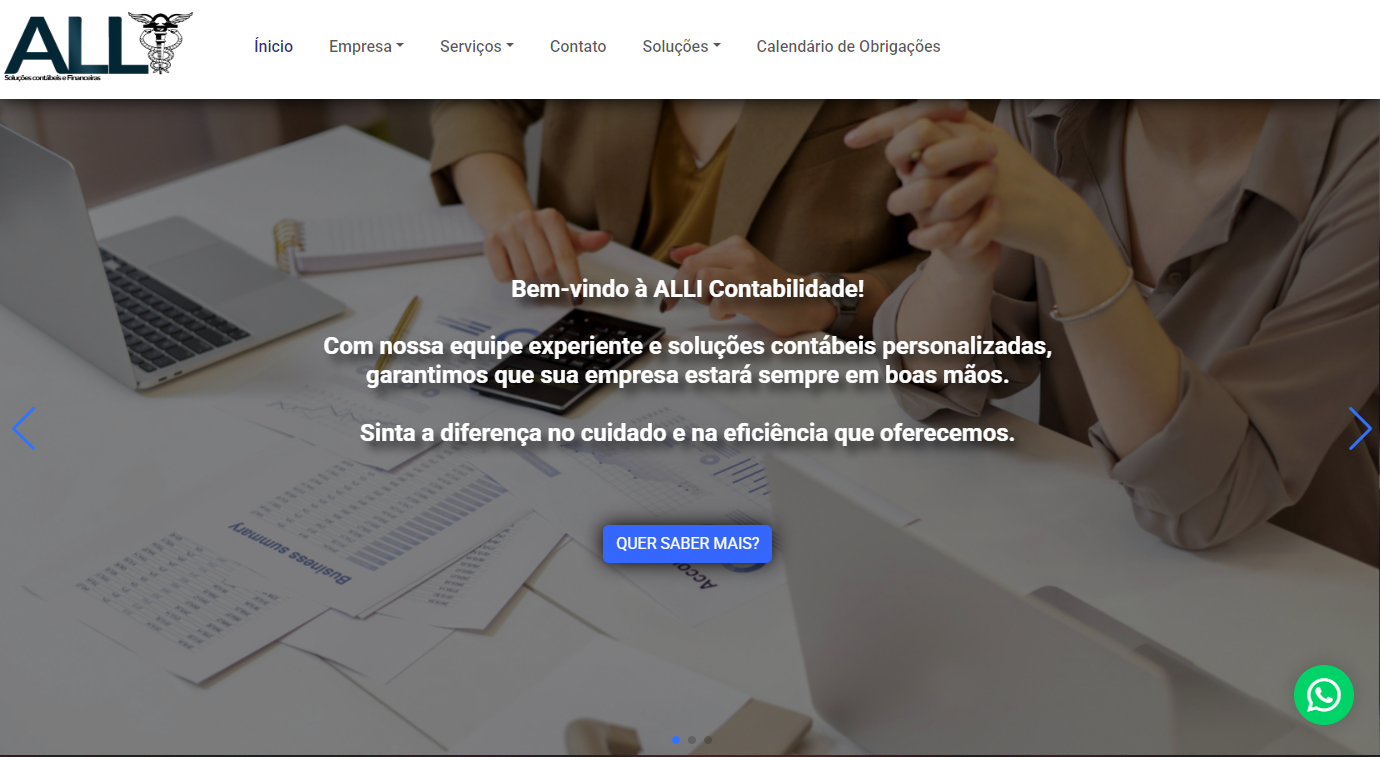 ALLI
Soluções contábeis e Financeiras
Ínicio
Empresa
Serviços
Contato
Soluções
Calendário de Obrigações
Bem-vindo à ALLI Contabilidade!
Com nossa equipe experiente e soluções contábeis personalizadas,
garantimos que sua empresa estará sempre em boas mãos.
Sinta a diferença no cuidado e na eficiência que oferecemos.
Business summary
QUER SABER MAIS?